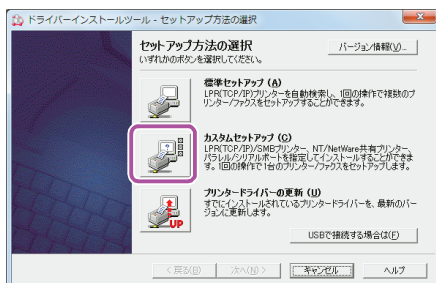 ドライバーインストールツール - セットアップ方法の選択
セットアップ方法の選択
いずれかのボタンを選択してください。
バージョン情報(V)...
標準セットアップ (A)
LPR(TCP/IP)プリンターを自動検索し、1回の操作で複数のプ
リンター/ファクスをセットアップすることができます。
カスタムセットアップ (C)
LPR(TCP/IP)/SMBプリンター、NT/NetWare共有プリンター、
パラレル/シリアルポートを指定してインストールすることができま
す。1回の操作で1台のプリンター/ファクスをセットアップします。
プリンタードライバーの更新 (U)
すでにインストールされているプリンタードライバーを、最新のバー
ジョンに更新します。
UP
USBで接続する場合は(F)
< 戻る(B)
次へ(N) >
キャンセル
ヘルプ